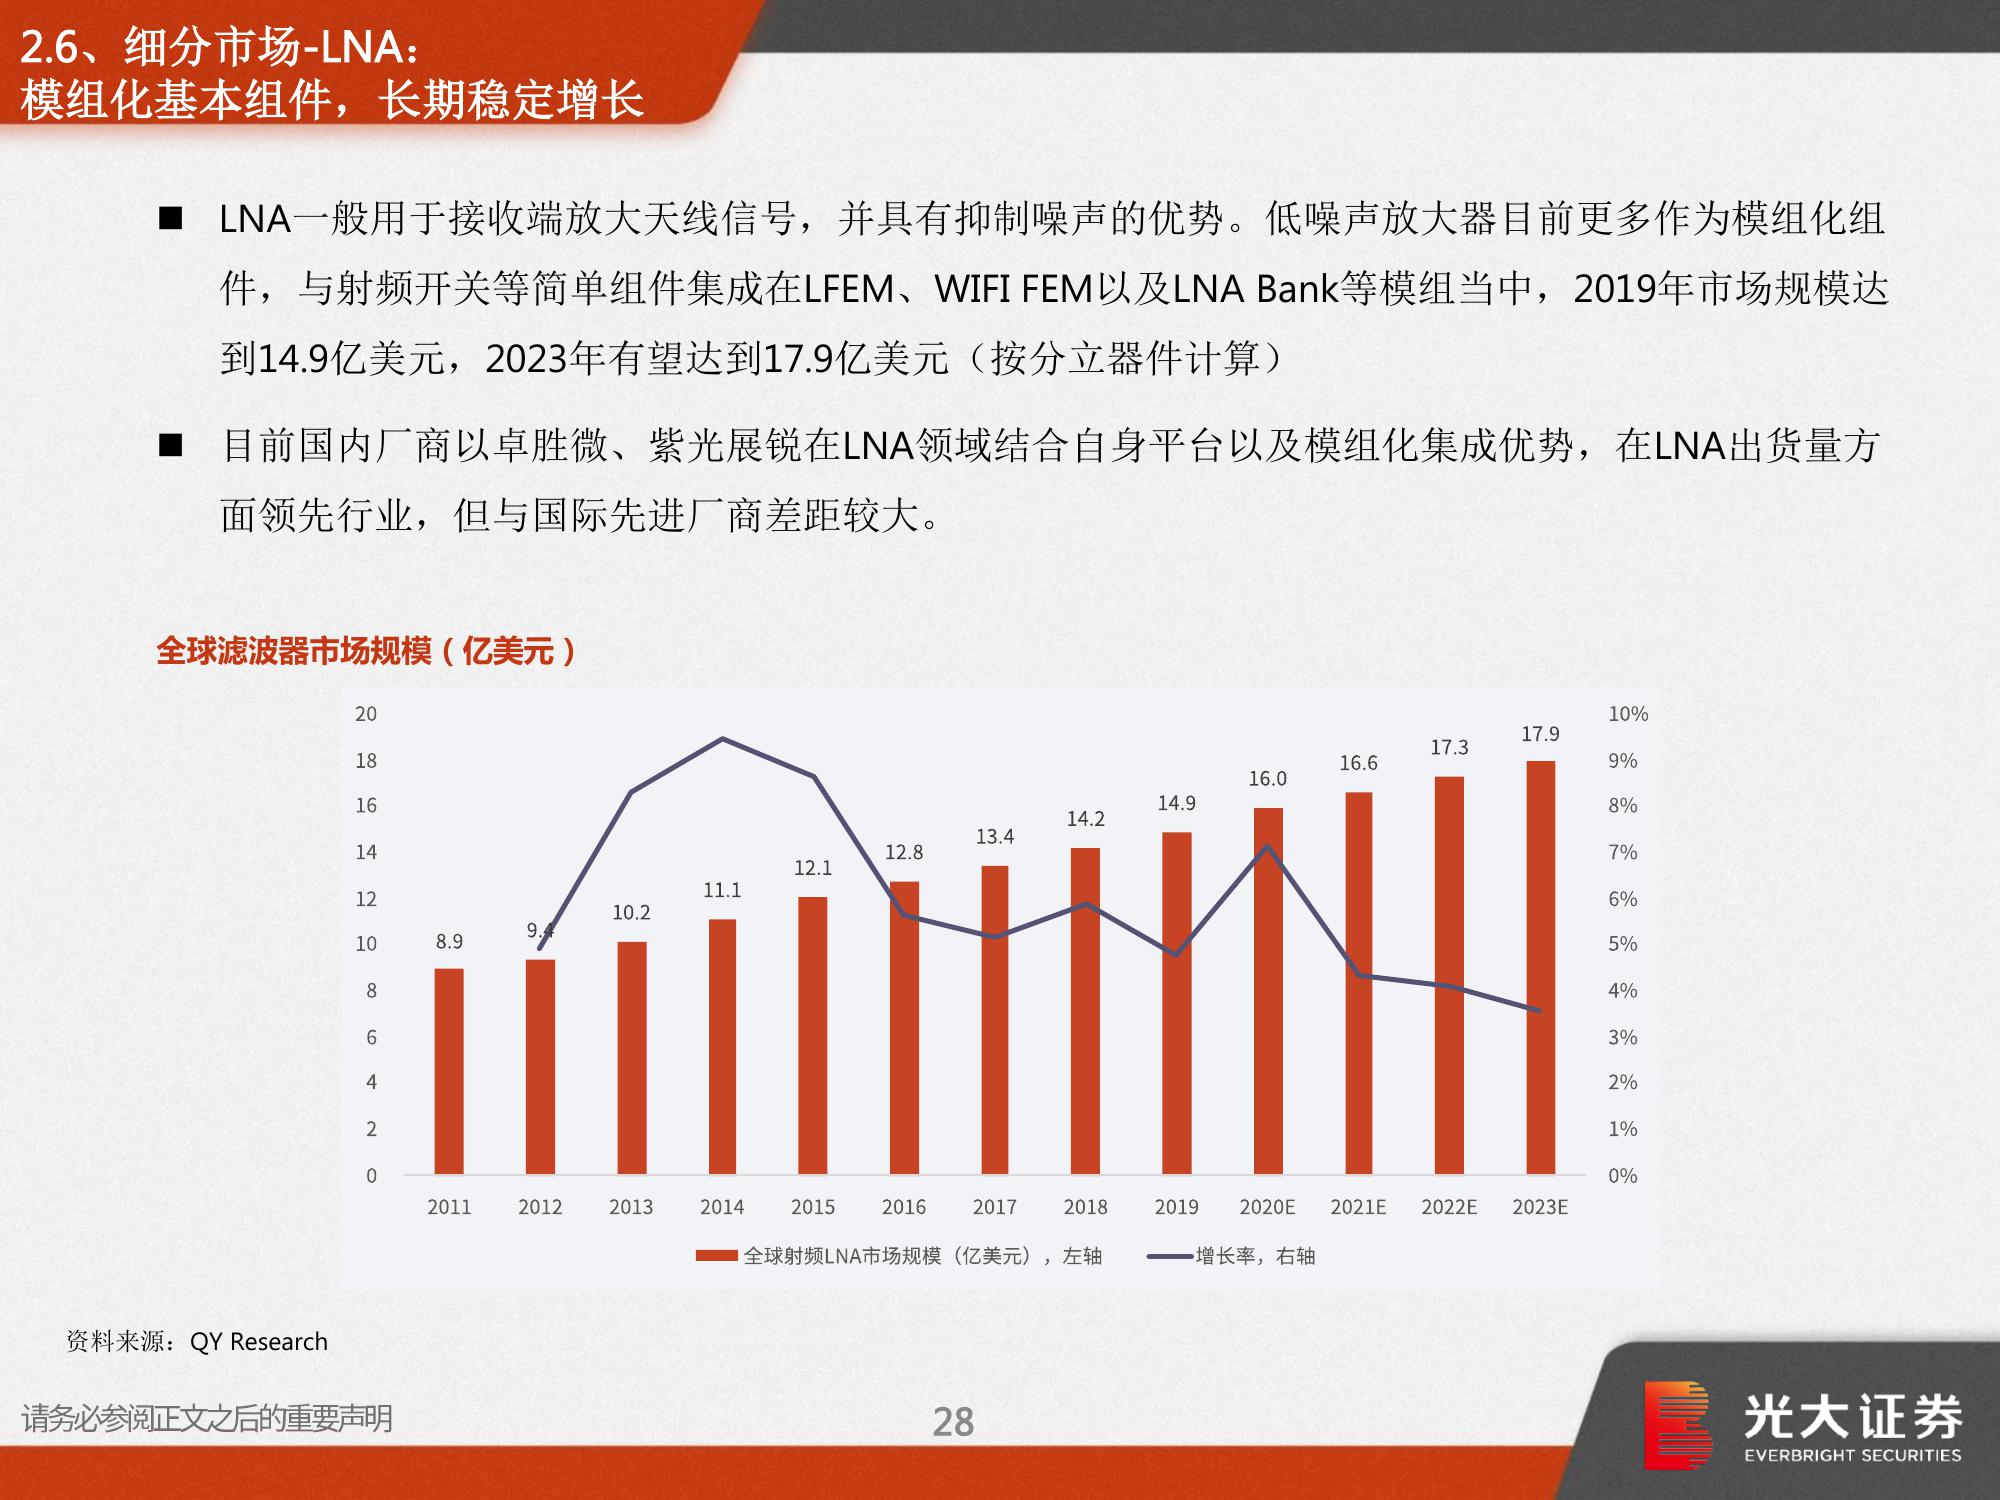 2.6、细分市场-LNA：
模组化基本组件，长期稳定增长
■ LNA一般用于接收端放大天线信号，并具有抑制噪声的优势。低噪声放大器目前更多作为模组化组
件，与射频开关等简单组件集成在LFEM、WIFI FEM以及LNA Bank等模组当中，2019年市场规模达
到14.9亿美元，2023年有望达到17.9亿美元（按分立器件计算）
■ 目前国内厂商以卓胜微、紫光展锐在LNA领域结合自身平台以及模组化集成优势，在LNA出货量方
面领先行业，但与国际先进厂商差距较大。
全球滤波器市场规模（亿美元）
20
18
16
14
12
10
8
6
4
2
0
8.9
9.4
10.2
11.1
12.1
12.8
13.4
14.2
14.9
16.0
16.6
17.3
17.9
10%
9%
8%
7%
6%
5%
4%
3%
2%
1%
0%
2011 2012 2013 2014 2015 2016 2017 2018 2019 2020E 2021E 2022E 2023E
全球射频LNA市场规模（亿美元），左轴 增长率，右轴
资料来源：QY Research
请务必参阅正文之后的重要声明
28
光大证券
EVERBRIGHT SECURITIES